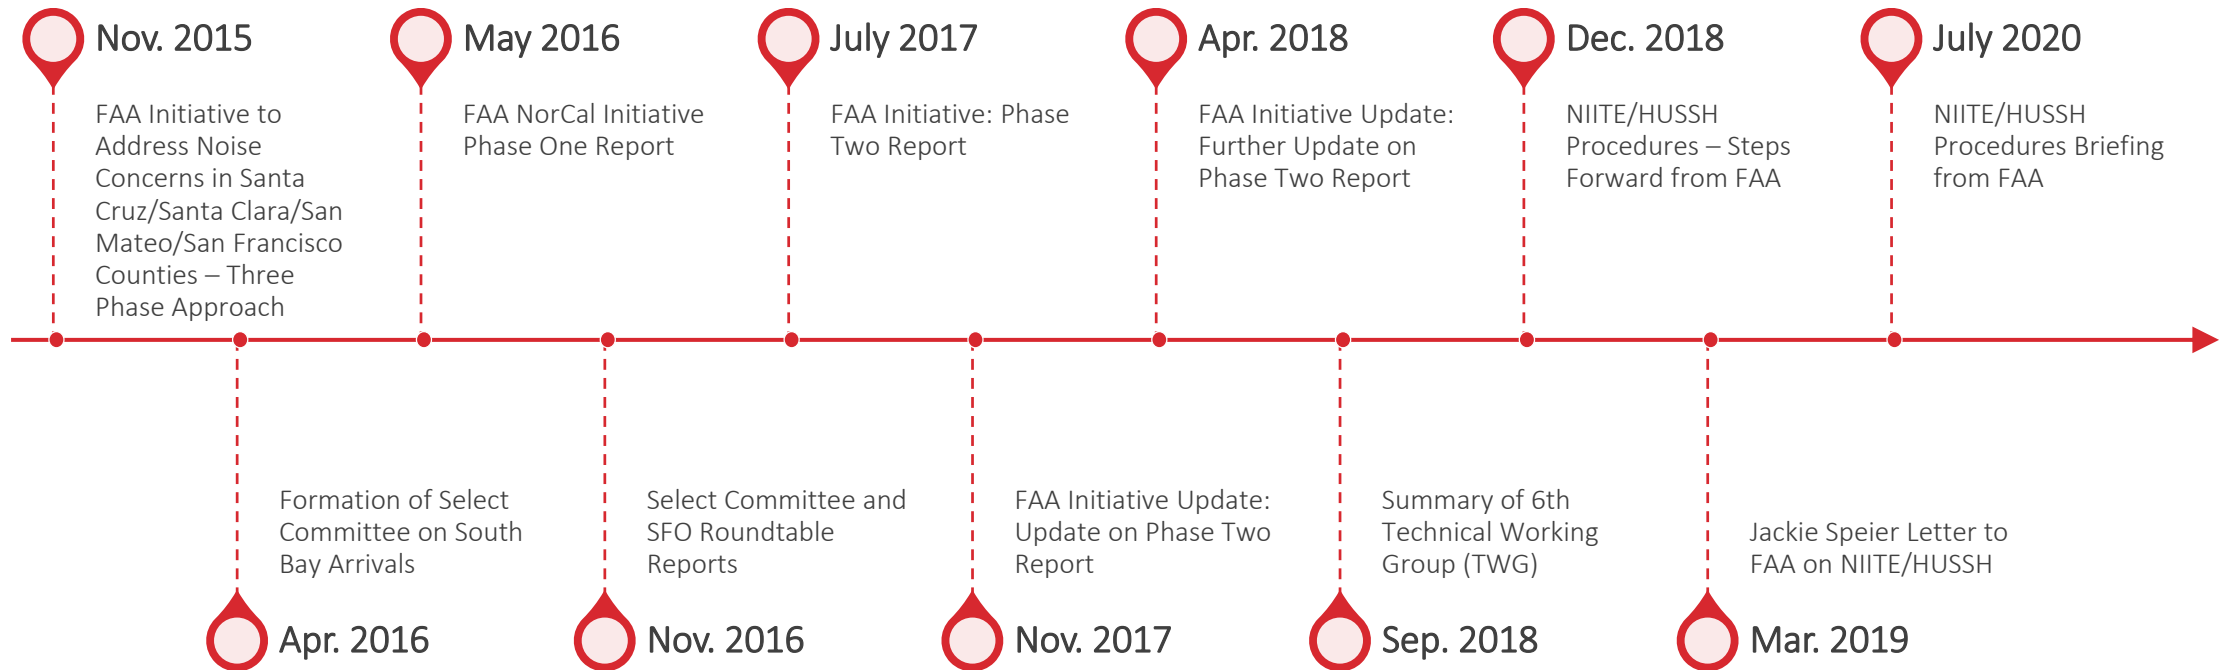 Nov. 2015
FAA Initiative to
Address Noise
Concerns in Santa
Cruz/Santa Clara/San
Mateo/San Francisco
Counties – Three
Phase Approach
May 2016
FAA NorCal Initiative
Phase One Report
July 2017
FAA Initiative: Phase
Two Report
Apr. 2018
FAA Initiative Update:
Further Update on
Phase Two Report
Dec. 2018
NIITE/HUSSH
Procedures – Steps
Forward from FAA
July 2020
NIITE/HUSSH
Procedures Briefing
from FAA
Formation of Select
Committee on South
Bay Arrivals
Apr. 2016
Select Committee and
SFO Roundtable
Reports
Nov. 2016
FAA Initiative Update:
Update on Phase Two
Report
Nov. 2017
Summary of 6th
Technical Working
Group (TWG)
Sep. 2018
Jackie Speier Letter to
FAA on NIITE/HUSSH
Mar. 2019